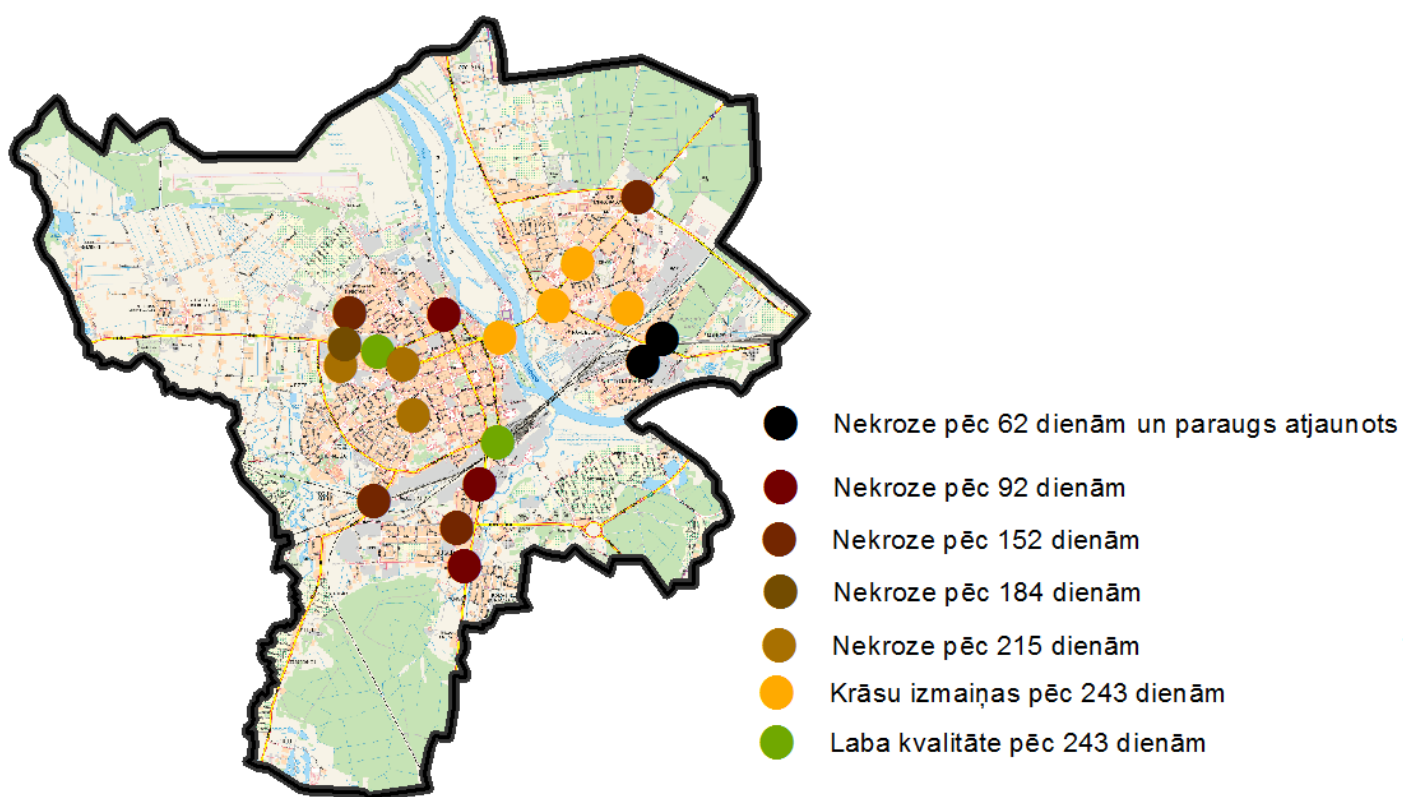 Nekroze pēc 62 dienām un paraugs atjaunots
Nekroze pēc 92 dienām
Nekroze pēc 152 dienām
Nekroze pēc 184 dienām
Nekroze pēc 215 dienām
Krāsu izmaiņas pēc 243 dienām
Laba kvalitāte pēc 243 dienām